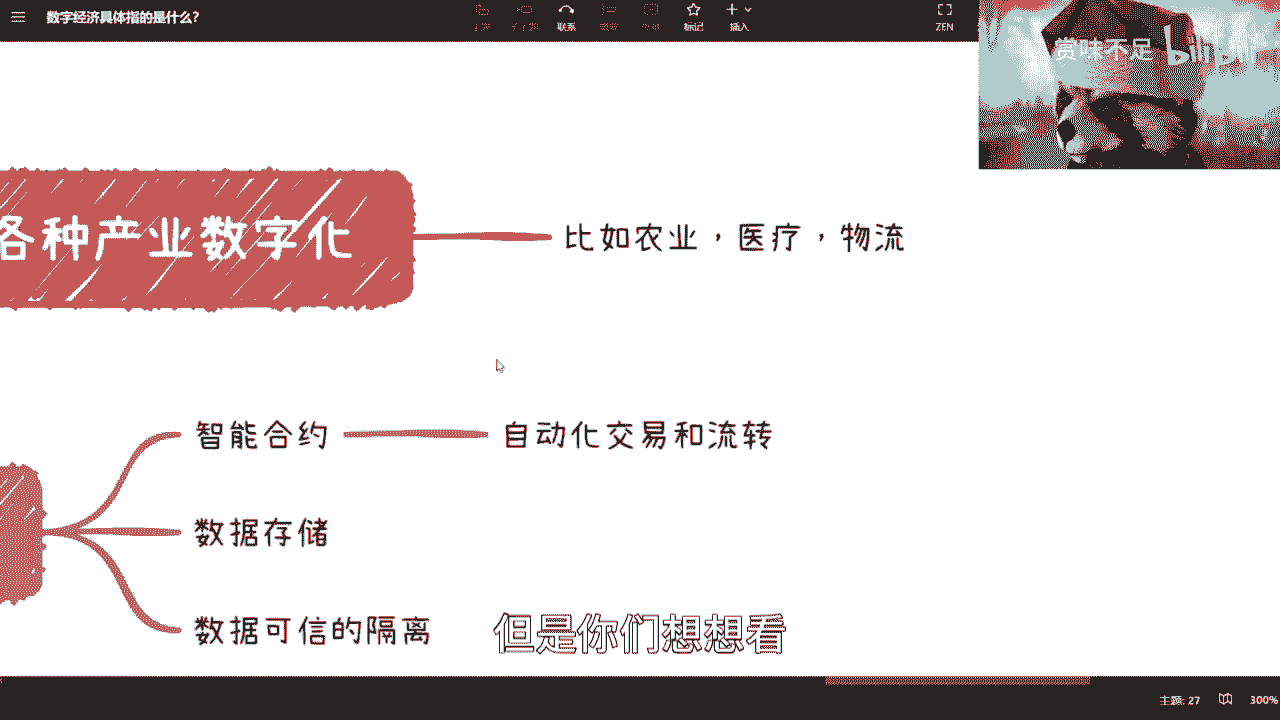 数字经济具体指的是什么？
联系
标记
插入
ZEN
赏味不足 bilibili
各种产业数字化
比如农业，医疗，物流
智能合约
自动化交易和流转
数据存储
数据可信的隔离
但是你们想想看
主题: 27
300%